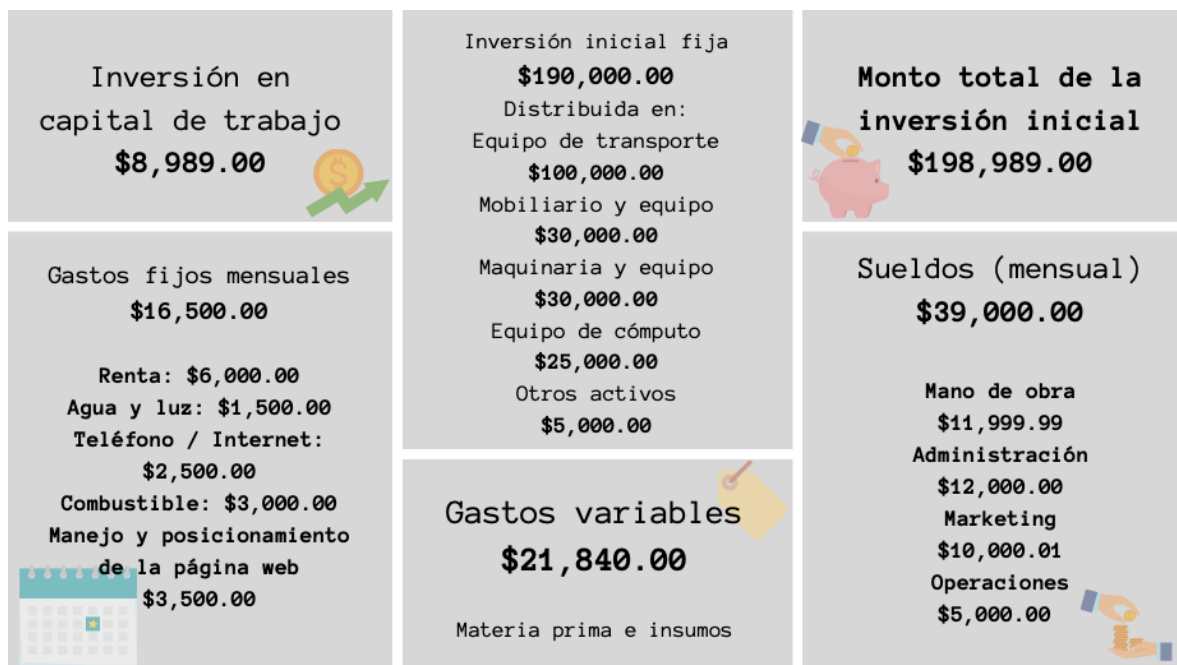 Inversión en
capital de trabajo
$8,989.00
Inversión inicial fija
$190,000.00
Distribuida en:
Equipo de transporte
$100,000.00
Mobiliario y equipo
$30,000.00
Maquinaria y equipo
$30,000.00
Equipo de cómputo
$25,000.00
Otros activos
$5,000.00
Monto total de la
inversión inicial
$198,989.00
Gastos fijos mensuales
$16,500.00
Renta: $6,000.00
Agua y luz: $1,500.00
Teléfono / Internet:
$2,500.00
Combustible: $3,000.00
Manejo y posicionamiento
de la página web
$3,500.00
Gastos variables
$21,840.00
Materia prima e insumos
Sueldos (mensual)
$39,000.00
Mano de obra
$11,999.99
Administración
$12,000.00
Marketing
$10,000.01
Operaciones
$5,000.00